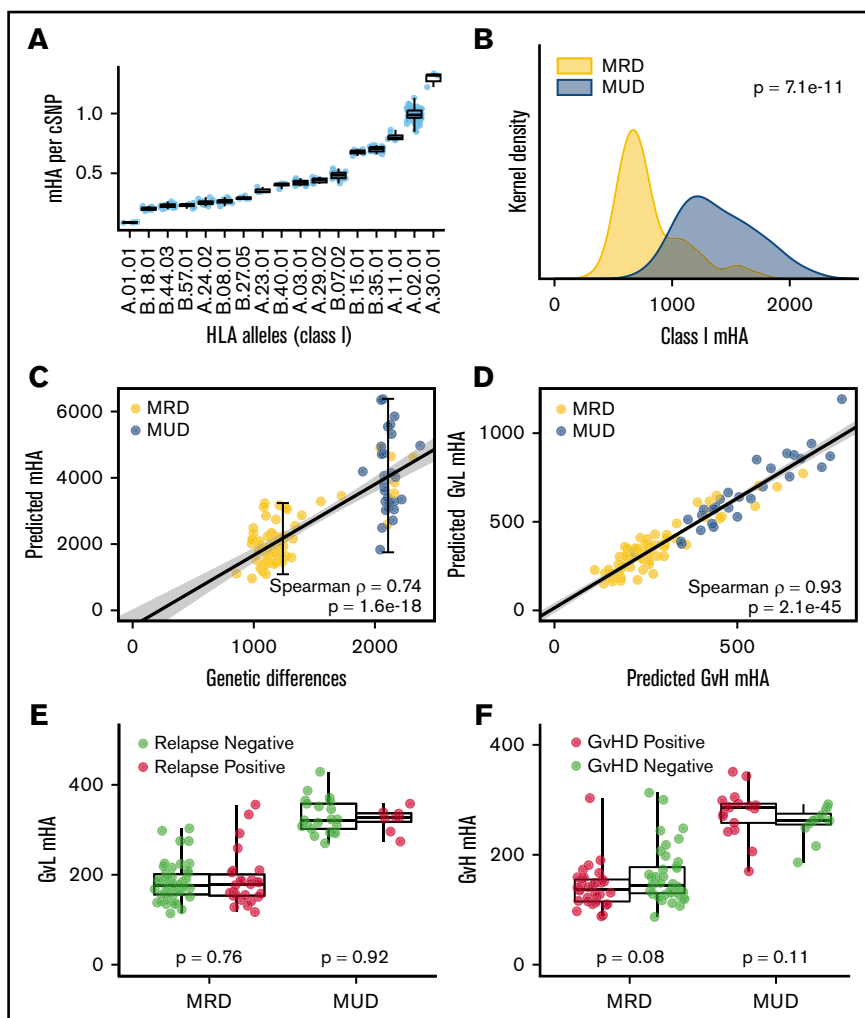 A
mHA per cSNP
1.0
0.5
A.01.01
B.18.01
B.44.03
B.57.01
A.24.02
B.08.01
B.27.05
A.23.01
B.40.01
A.03.01
A.29.02
B.07.02
B.15.01
B.35.01
A.11.01
A.02.01
A.30.01
HLA alleles (class I)
B
MRD
MUD
p = 7.1e-11
Kernel density
0 1000 2000
Class I mHA
C
MRD
MUD
Predicted mHA
6000
4000
2000
0
Spearman ρ = 0.74
p = 1.6e-18
0 1000 2000
Genetic differences
D
MRD
MUD
Predicted GvL mHA
1000
500
0
Spearman ρ = 0.93
p = 2.1e-45
0 500
Predicted GvH mHA
E
Relapse Negative
Relapse Positive
GvL mHA
400
200
0
p = 0.76 p = 0.92
MRD MUD
F
GvHD Positive
GvHD Negative
GvH mHA
400
200
0
p = 0.08 p = 0.11
MRD MUD